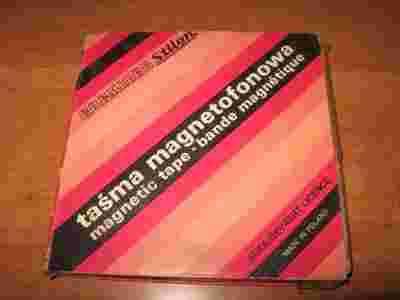 Stilon
taśma magnetofonowa
magnetic tape • bande magnétique
MADE IN POLAND